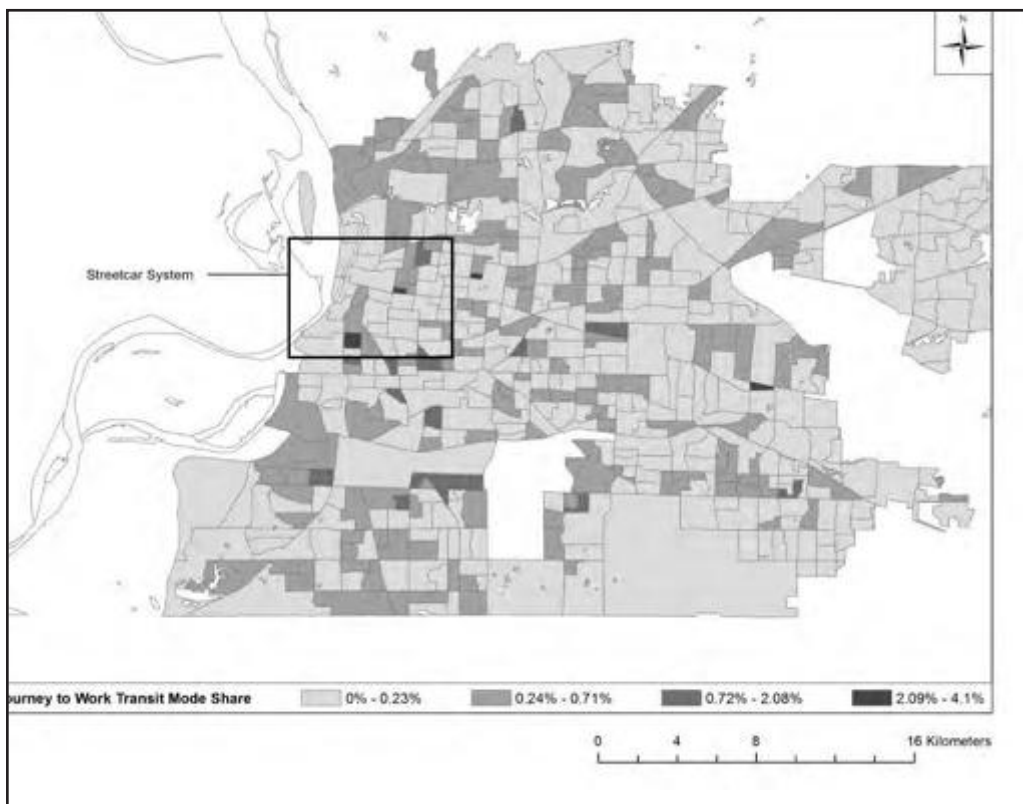 N
Streetcar System
ourney to Work Transit Mode Share 0% - 0.23% 0.24% - 0.71% 0.72% - 2.08% 2.09% - 4.1%
0 4 8 16 Kilometers